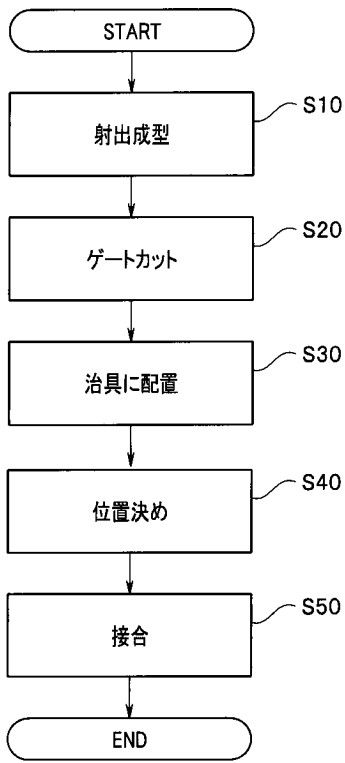 START
射出成型
S10
ゲートカット
S20
治具に配置
S30
位置決め
S40
接合
S50
END